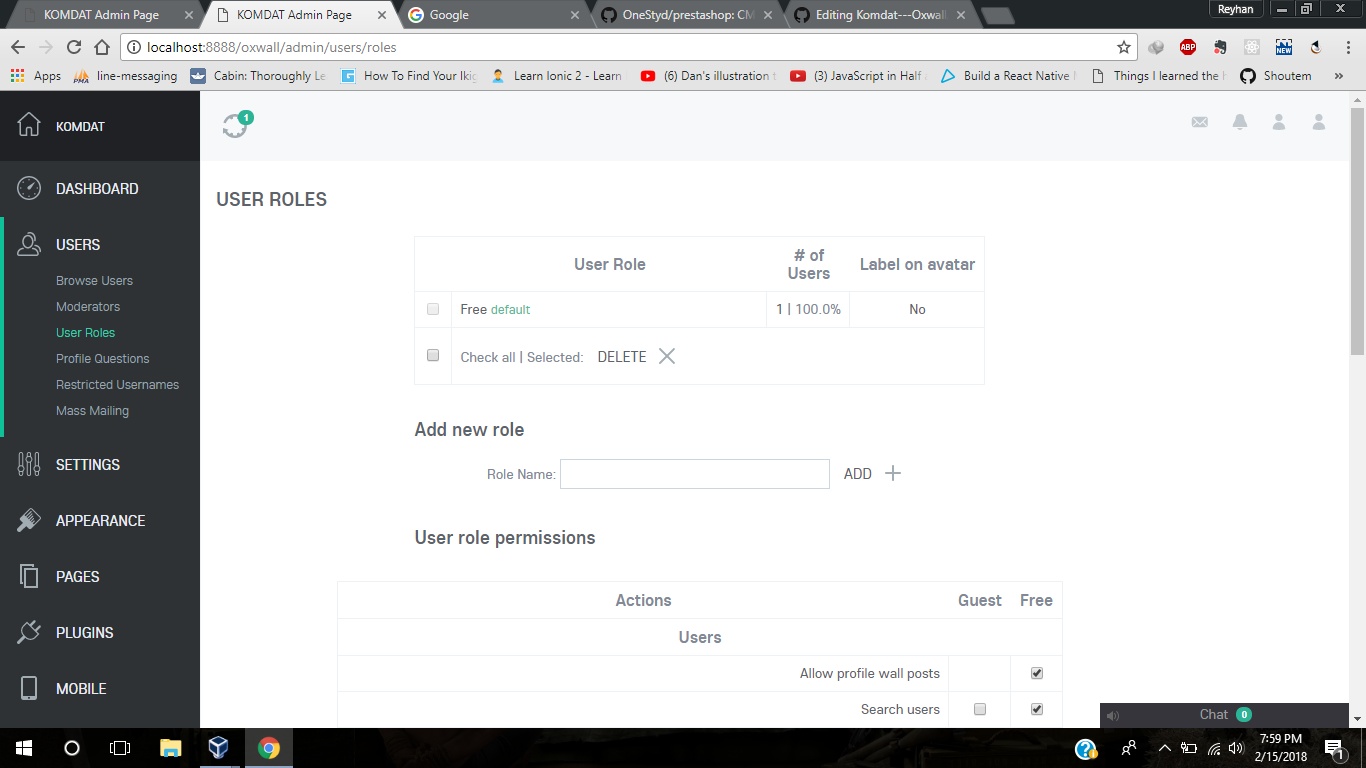 KOMDAT Admin Page
KOMDAT Admin Page
Google
OneStyd/prestashop: CM
Editing Komdat---Oxwall
Reyhan
localhost:8888/oxwall/admin/users/roles
ABP
NEW
Apps
PMA line-messaging
Cabin: Thoroughly Le
How To Find Your Ikig
Learn Ionic 2 - Learn
(6) Dan's illustration t
(3) JavaScript in Half a
Build a React Native
Things I learned the h
Shoutem
»
KOMDAT
1
DASHBOARD
USERS
Browse Users
Moderators
User Roles
Profile Questions
Restricted Usernames
Mass Mailing
SETTINGS
APPEARANCE
PAGES
PLUGINS
MOBILE
USER ROLES
User Role
# of Users
Label on avatar
Free default
1 | 100.0%
No
Check all | Selected: DELETE
Add new role
Role Name:
ADD
User role permissions
Actions
Guest
Free
Users
Allow profile wall posts
Search users
Chat 0
7:59 PM
2/15/2018
1